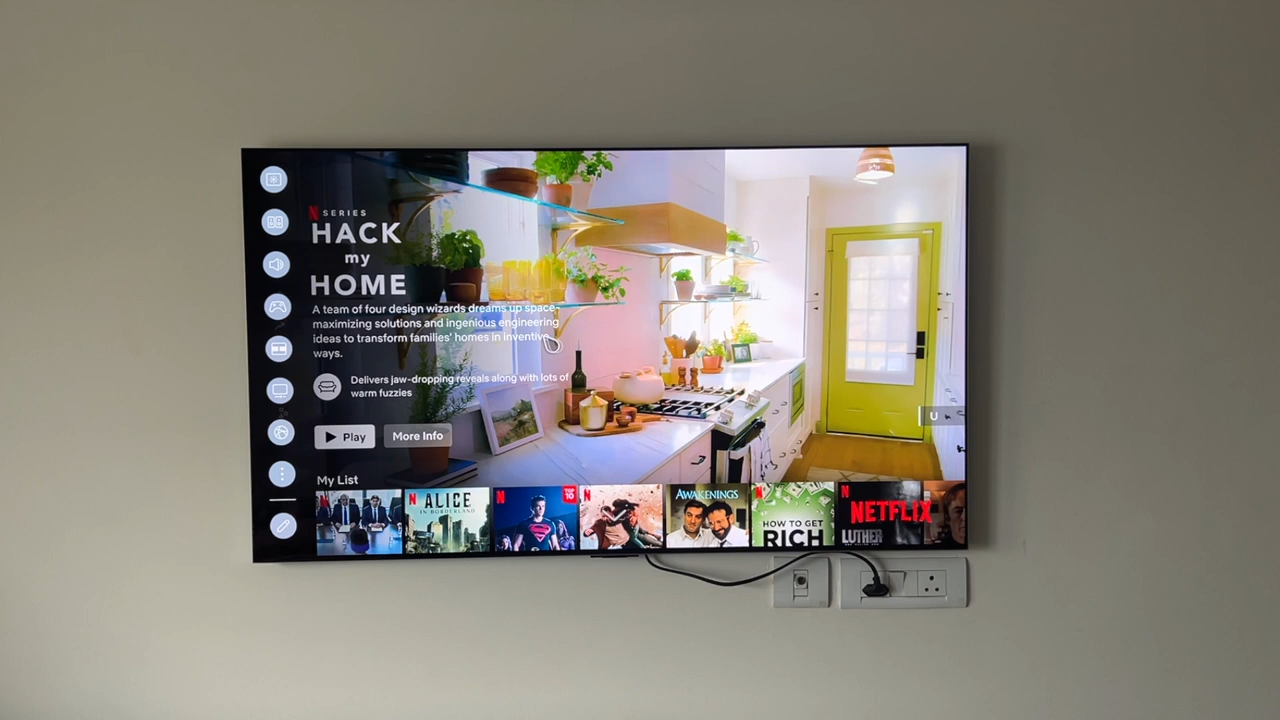 N SERIES
HACK
my
HOME
A team of four design wizards dreams up space-
maximizing solutions and ingenious engineering
ideas to transform families' homes in inventive
ways.
Delivers jaw-dropping reveals along with lots of
warm fuzzies
Play
More Info
U
My List
N
N
ALICE
IN BORDERLAND
N
TOP
10
N
AWAKENINGS
N
HOW TO GET
RICH
N
NETFLIX
LUTHER